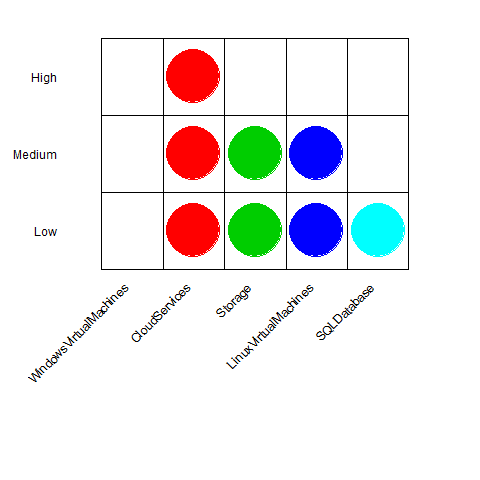 High
Medium
Low
WindowsVirtualMachines
CloudServices
Storage
LinuxVirtualMachines
SQLDatabase